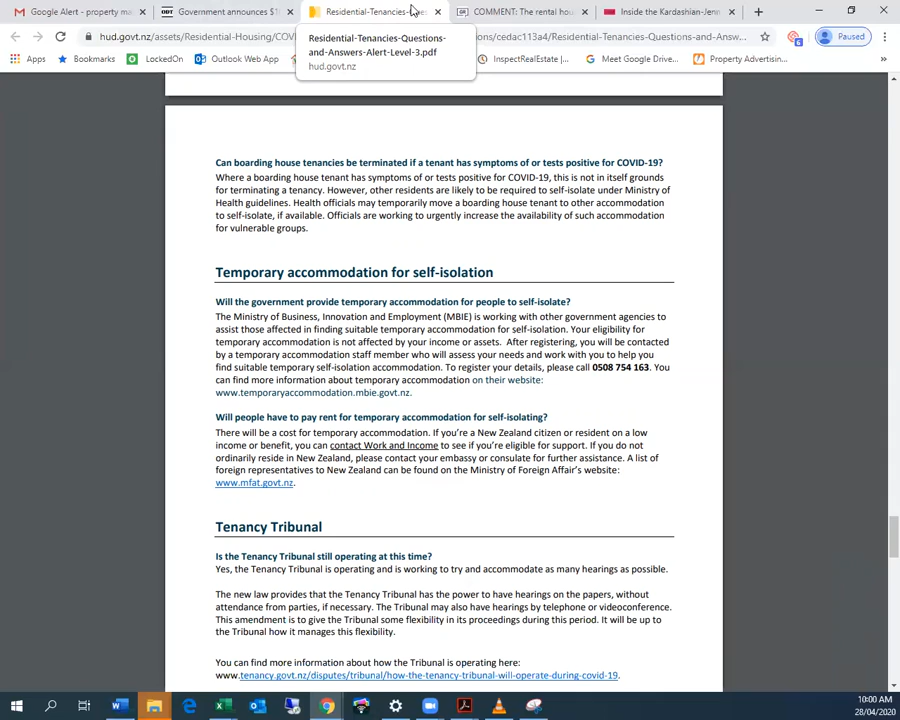 Google Alert - property ma
Government announces $1
Residential-Tenancies-
COMMENT: The rental hou
Inside the Kardashian-Jenn
hud.govt.nz/assets/Residential-Housing/COV
cedac113a4/Residential-Tenancies-Questions-and-Answ...
Paused
Residential-Tenancies-Questions-
and-Answers-Alert-Level-3.pdf
hud.govt.nz
Apps
Bookmarks
LockedOn
Outlook Web App
InspectRealEstate |...
Meet Google Drive...
Property Advertising...
Can boarding house tenancies be terminated if a tenant has symptoms of or tests positive for COVID-19?
Where a boarding house tenant has symptoms of or tests positive for COVID-19, this is not in itself grounds
for terminating a tenancy. However, other residents are likely to be required to self-isolate under Ministry of
Health guidelines. Health officials may temporarily move a boarding house tenant to other accommodation
to self-isolate, if available. Officials are working to urgently increase the availability of such accommodation
for vulnerable groups.
Temporary accommodation for self-isolation
Will the government provide temporary accommodation for people to self-isolate?
The Ministry of Business, Innovation and Employment (MBIE) is working with other government agencies to
assist those affected in finding suitable temporary accommodation for self-isolation. Your eligibility for
temporary accommodation is not affected by your income or assets. After registering, you will be contacted
by a temporary accommodation staff member who will assess your needs and work with you to help you
find suitable temporary self-isolation accommodation. To register your details, please call 0508 754 163. You
can find more information about temporary accommodation on their website:
www.temporaryaccommodation.mbie.govt.nz.
Will people have to pay rent for temporary accommodation for self-isolating?
There will be a cost for temporary accommodation. If you're a New Zealand citizen or resident on a low
income or benefit, you can contact Work and Income to see if you're eligible for support. If you do not
ordinarily reside in New Zealand, please contact your embassy or consulate for further assistance. A list of
foreign representatives to New Zealand can be found on the Ministry of Foreign Affair's website:
www.mfat.govt.nz.
Tenancy Tribunal
Is the Tenancy Tribunal still operating at this time?
Yes, the Tenancy Tribunal is operating and is working to try and accommodate as many hearings as possible.
The new law provides that the Tenancy Tribunal has the power to have hearings on the papers, without
attendance from parties, if necessary. The Tribunal may also have hearings by telephone or videoconference.
This amendment is to give the Tribunal some flexibility in its proceedings during this period. It will be up to
the Tribunal how it manages this flexibility.
You can find more information about how the Tribunal is operating here:
www.tenancy.govt.nz/disputes/tribunal/how-the-tenancy-tribunal-will-operate-during-covid-19.
10:00 AM
28/04/2020